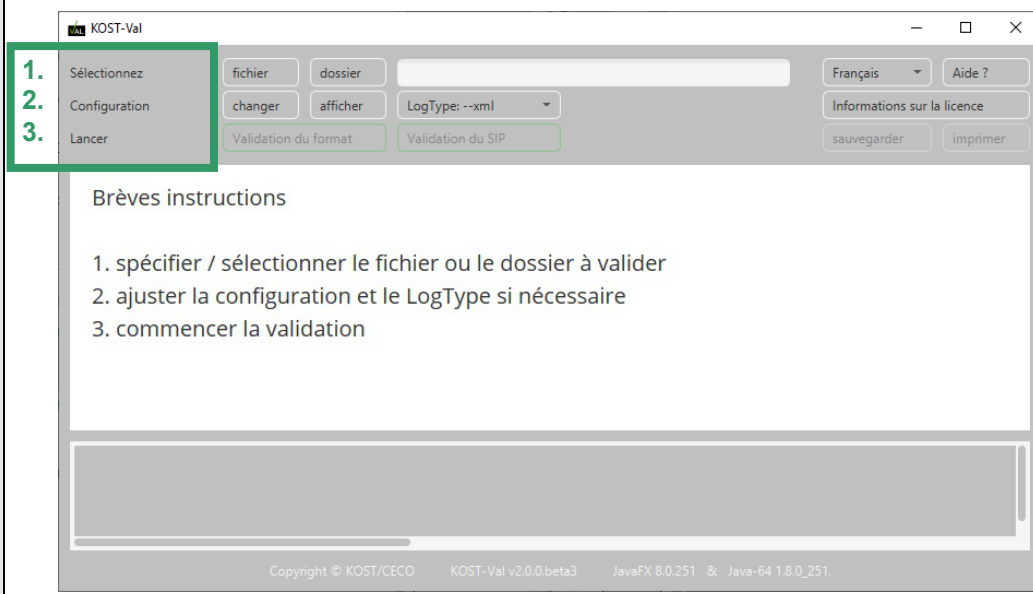 VAL KOST-Val
1. Sélectionnez fichier dossier Français Aide ?
2. Configuration changer afficher LogType: --xml Informations sur la licence
3. Lancer Validation du format Validation du SIP sauvegarder imprimer
Brèves instructions
1. spécifier / sélectionner le fichier ou le dossier à valider
2. ajuster la configuration et le LogType si nécessaire
3. commencer la validation
Copyright © KOST/CECO KOST-Val v2.0.0.beta3 JavaFX 8.0.251 & Java-64 1.8.0_251.